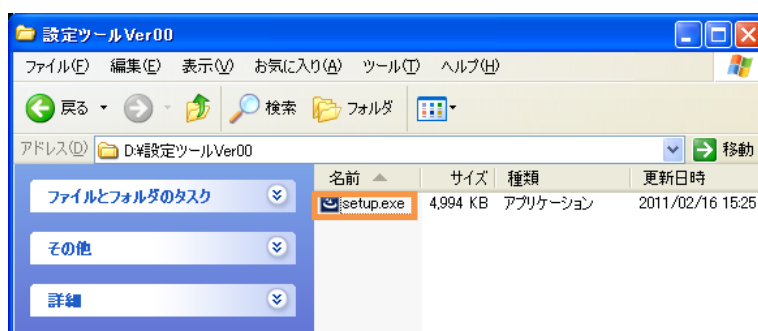 設定ツールVer00
ファイル(F) 編集(E) 表示(V) お気に入り(A) ツール(T) ヘルプ(H)
戻る 検索 フォルダ
アドレス(D) D:¥設定ツールVer00 移動
名前 サイズ 種類 更新日時
ファイルとフォルダのタスク
setup.exe 4,994 KB アプリケーション 2011/02/16 15:25
その他
詳細